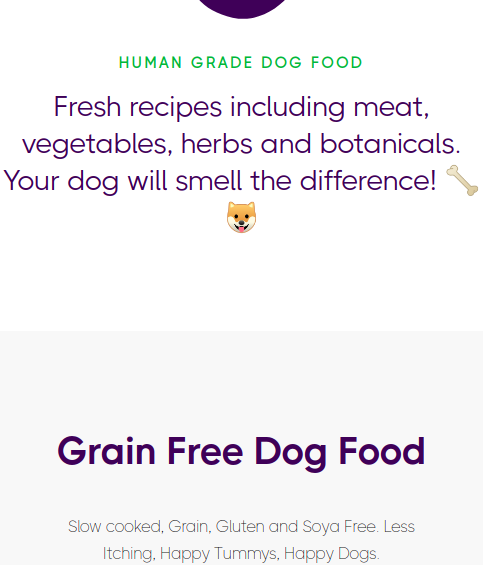 HUMAN GRADE DOG FOOD
Fresh recipes including meat,
vegetables, herbs and botanicals.
Your dog will smell the difference! 🦴
🐶
Grain Free Dog Food
Slow cooked, Grain, Gluten and Soya Free. Less
Itching, Happy Tummys, Happy Dogs.